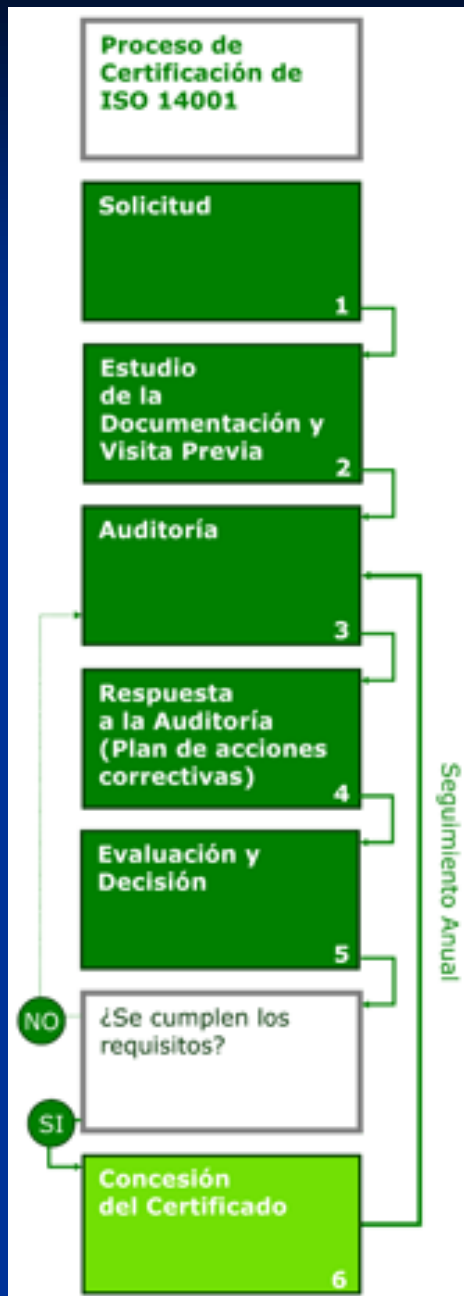 Proceso de
Certificación de
ISO 14001
Solicitud
1
Estudio
de la
Documentación y
Visita Previa
2
Auditoría
3
Respuesta
a la Auditoría
(Plan de acciones
correctivas)
4
Evaluación y
Decisión
5
¿Se cumplen los
requisitos?
NO
SI
Concesión
del Certificado
6
Seguimiento Anual